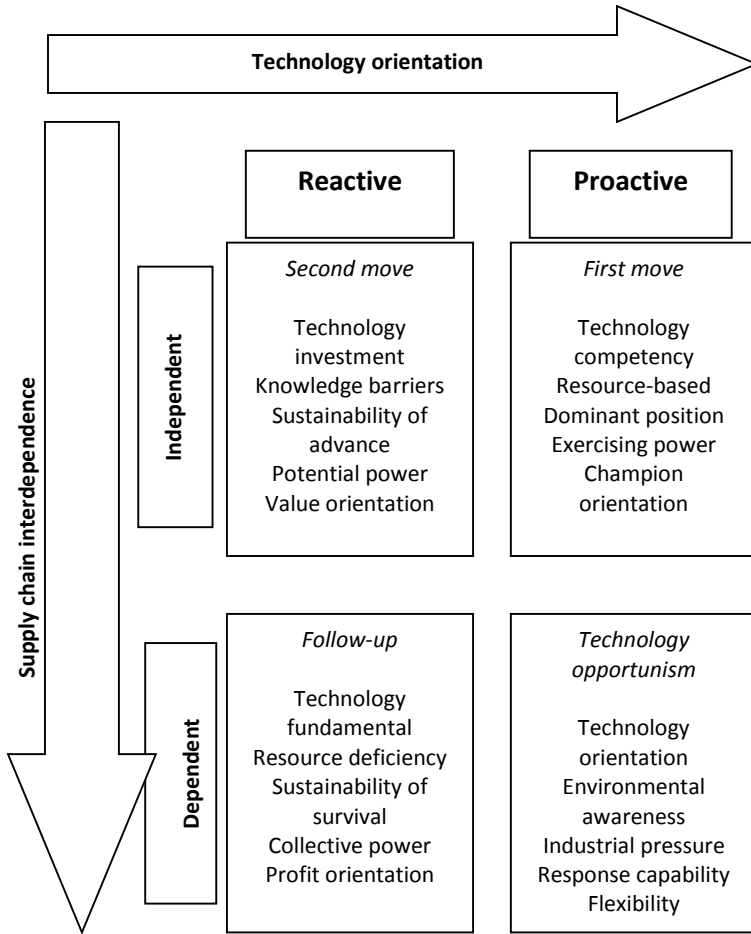 Technology orientation
Reactive
Proactive
Supply chain interdependence
Independent
Second move
Technology
investment
Knowledge barriers
Sustainability of
advance
Potential power
Value orientation
First move
Technology
competency
Resource-based
Dominant position
Exercising power
Champion
orientation
Dependent
Follow-up
Technology
fundamental
Resource deficiency
Sustainability of
survival
Collective power
Profit orientation
Technology
opportunism
Technology
orientation
Environmental
awareness
Industrial pressure
Response capability
Flexibility